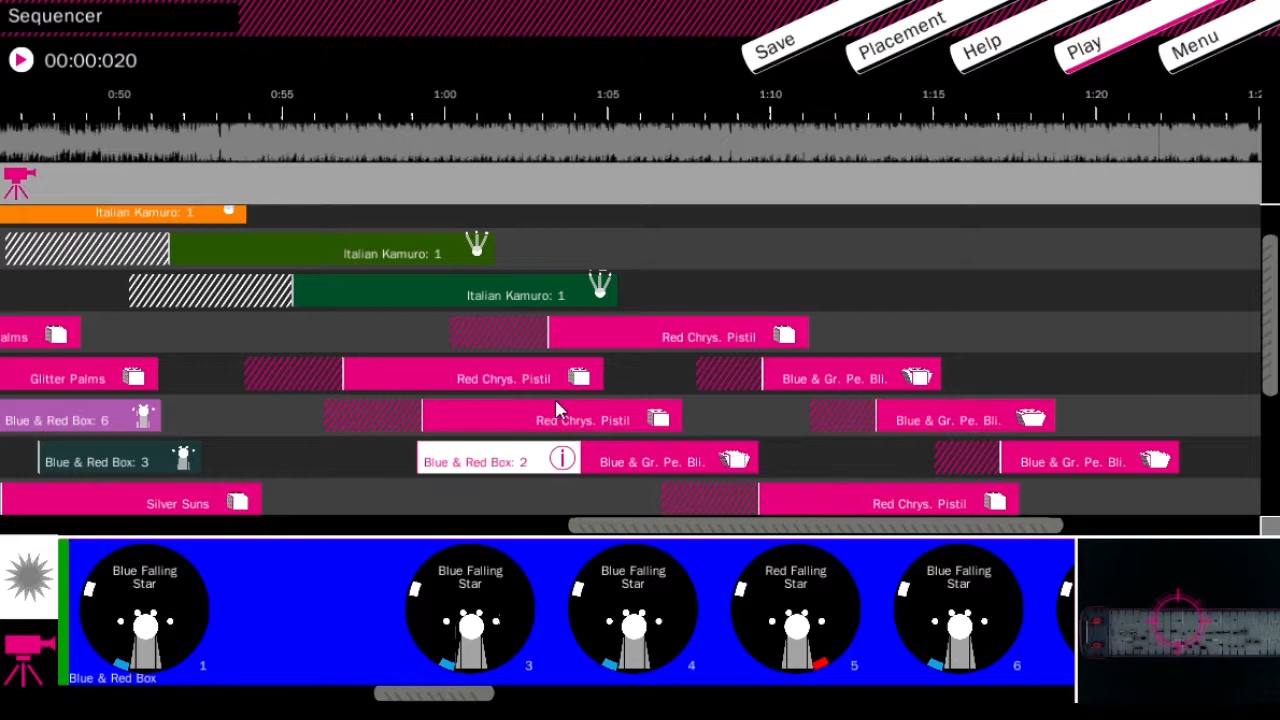 Sequencer
Save
Placement
Help
Play
Menu
00:00:020
0:50
0:55
1:00
1:05
1:10
1:15
1:20
Italian Kamuro: 1
Italian Kamuro: 1
Italian Kamuro: 1
alms
Red Chrys. Pistil
Glitter Palms
Red Chrys. Pistil
Blue & Gr. Pe. Bli.
Blue & Red Box: 6
Red Chrys. Pistil
Blue & Gr. Pe. Bli.
Blue & Red Box: 3
Blue & Red Box: 2
Blue & Gr. Pe. Bli.
Blue & Gr. Pe. Bli.
Silver Suns
Red Chrys. Pistil
Blue Falling
Star
1
Blue Falling
Star
3
Blue Falling
Star
4
Red Falling
Star
5
Blue Falling
Star
6
Blue & Red Box